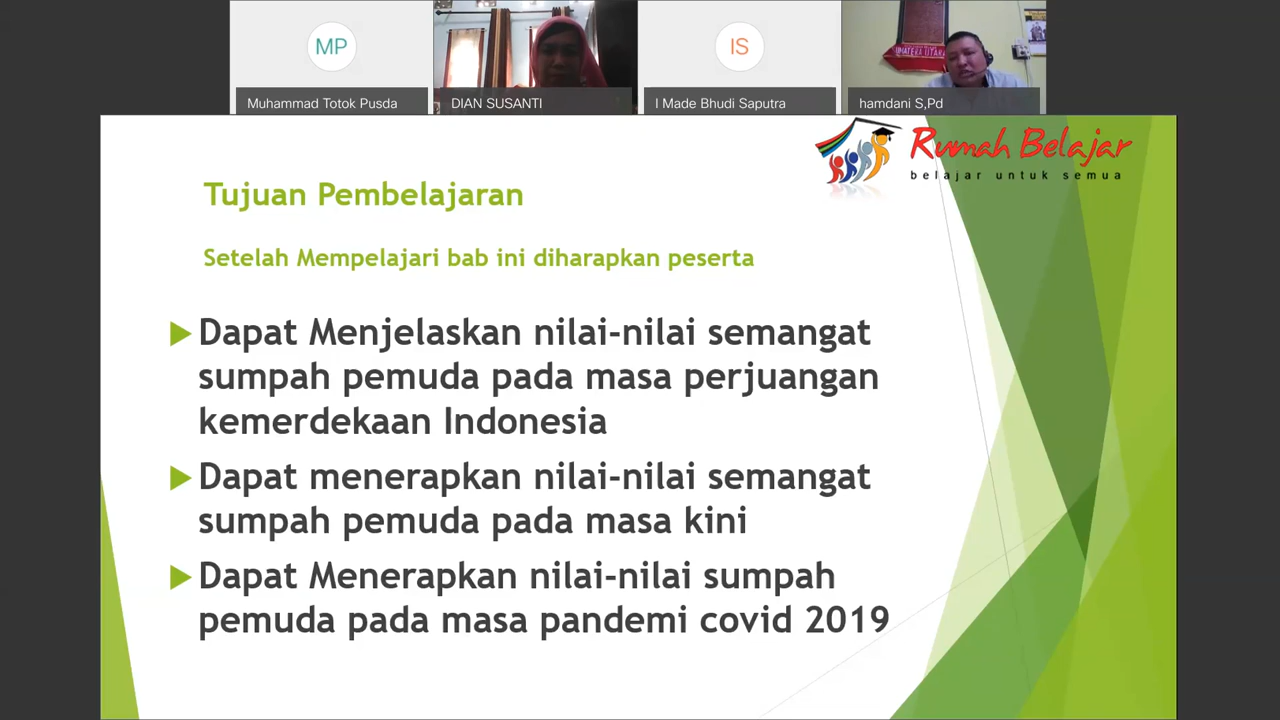 MP
IS
Muhammad Totok Pusda
DIAN SUSANTI
I Made Bhudi Saputra
hamdani S,Pd
Rumah Belajar
belajar untuk semua
Tujuan Pembelajaran
Setelah Mempelajari bab ini diharapkan peserta
Dapat Menjelaskan nilai-nilai semangat
sumpah pemuda pada masa perjuangan
kemerdekaan Indonesia
Dapat menerapkan nilai-nilai semangat
sumpah pemuda pada masa kini
Dapat Menerapkan nilai-nilai sumpah
pemuda pada masa pandemi covid 2019